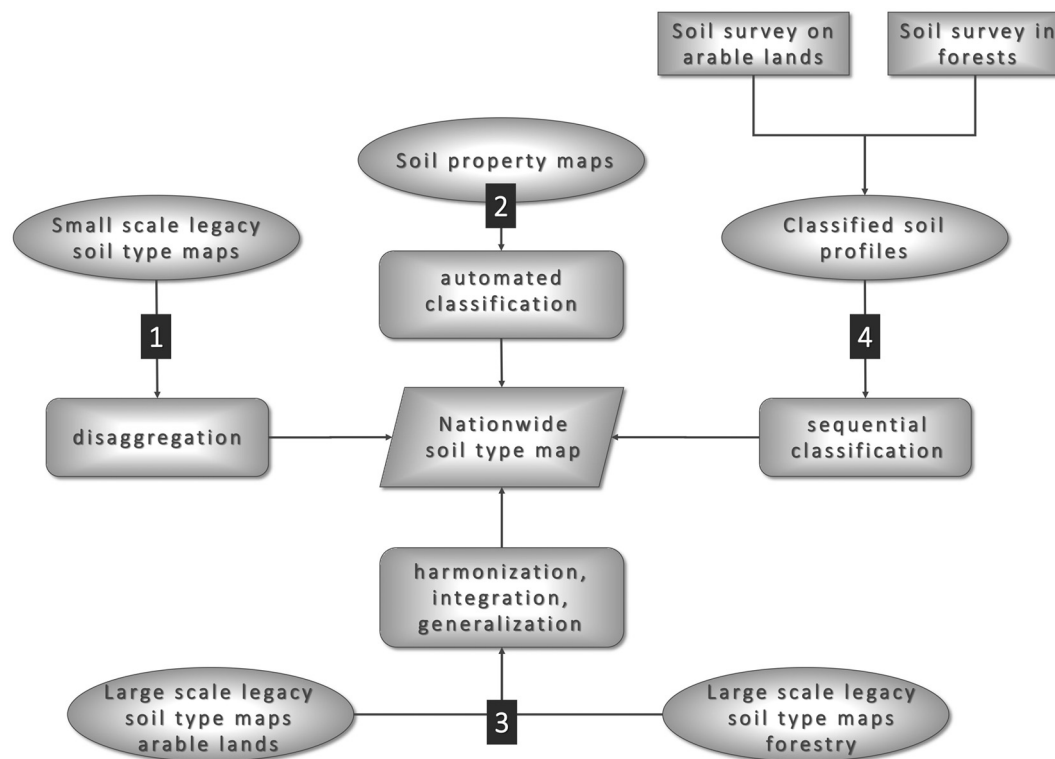 Soil survey on
arable lands
Soil survey in
forests
Soil property maps
2
Small scale legacy
soil type maps
Classified soil
profiles
automated
classification
1
4
disaggregation
Nationwide
soil type map
sequential
classification
harmonization,
integration,
generalization
Large scale legacy
soil type maps
arable lands
3
Large scale legacy
soil type maps
forestry